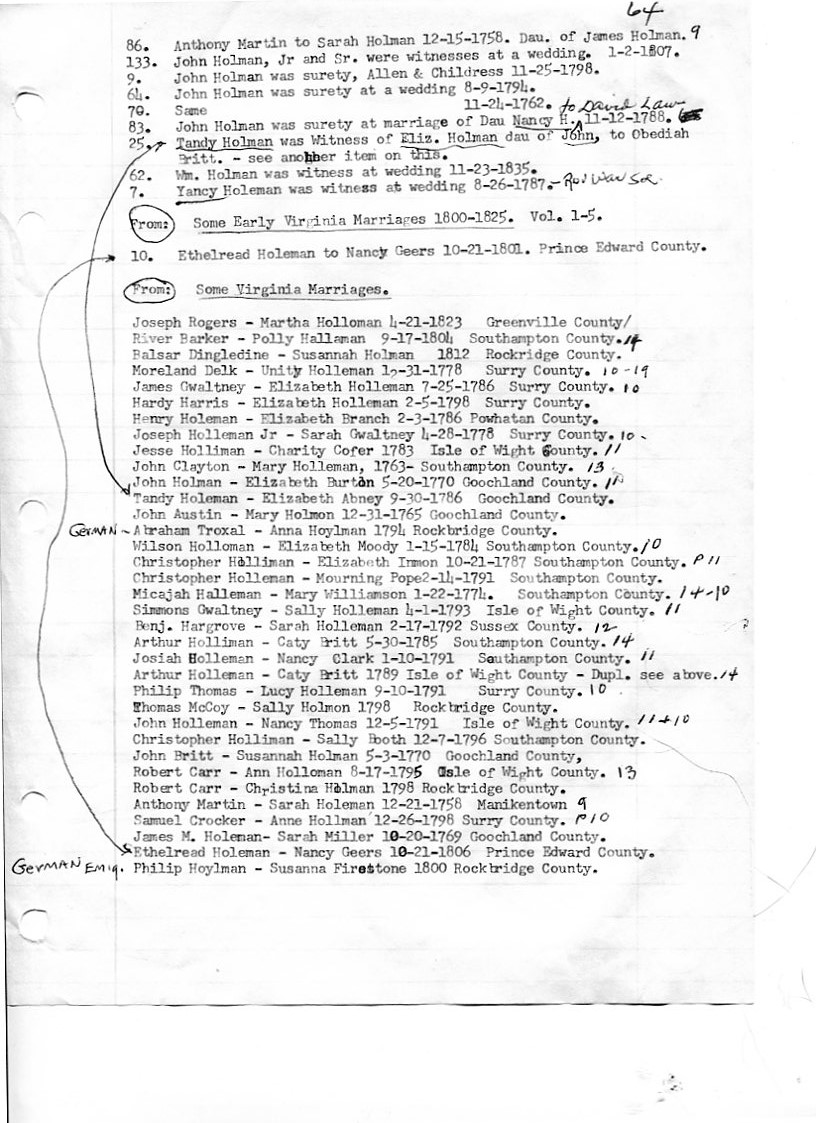 64
86. Anthony Martin to Sarah Holman 12-15-1758. Dau. of James Holman. 9
133. John Holman, Jr and Sr. were witnesses at a wedding. 1-2-1807.
9. John Holman was surety, Allen & Childress 11-25-1798.
64. John Holman was surety at a wedding 8-9-1794.
70. Same 11-24-1762. to David Law
83. John Holman was surety at marriage of Dau Nancy H. 11-12-1788.
25. Tandy Holman was Witness of Eliz. Holman dau of John, to Obediah
Britt. - see another item on this.
62. Wm. Holman was witness at wedding 11-23-1835.
7. Yancy Holeman was witness at wedding 8-26-1787. - Rev War Sol.
From: Some Early Virginia Marriages 1800-1825. Vol. 1-5.
10. Ethelread Holeman to Nancy Geers 10-21-1801. Prince Edward County.
From: Some Virginia Marriages.
Joseph Rogers - Martha Holloman 4-21-1823 Greenville County/
River Barker - Polly Hallaman 9-17-1804 Southampton County. 14
Balsar Dingledine - Susannah Holman 1812 Rockridge County.
Moreland Delk - Unity Holleman 12-31-1778 Surry County. 10-19
James Gwaltney - Elizabeth Holleman 7-25-1786 Surry County. 10
Hardy Harris - Elizabeth Holleman 2-5-1798 Surry County.
Henry Holeman - Elizabeth Branch 2-3-1786 Powhatan County.
Joseph Holleman Jr - Sarah Gwaltney 4-28-1778 Surry County. 10-
Jesse Holliman - Charity Cofer 1783 Isle of Wight County. 11
John Clayton - Mary Holleman, 1763- Southampton County. 13
John Holman - Elizabeth Burton 5-20-1770 Goochland County.
Tandy Holeman - Elizabeth Abney 9-30-1786 Goochland County.
John Austin - Mary Holmon 12-31-1765 Goochland County.
GERMAN - Abraham Troxal - Anna Hoylman 1794 Rockbridge County.
Wilson Holloman - Elizabeth Moody 1-15-1784 Southampton County. 10
Christopher Holliman - Elizabeth Inmon 10-21-1787 Southampton County. P 11
Christopher Holleman - Mourning Pope2-14-1791 Southampton County.
Micajah Halleman - Mary Williamson 1-22-1774. Southampton County. 14-10
Simmons Gwaltney - Sally Holleman 4-1-1793 Isle of Wight County. 11
Benj. Hargrove - Sarah Holleman 2-17-1792 Sussex County. 12
Arthur Holliman - Caty Britt 5-30-1785 Southampton County. 14
Josiah Holleman - Nancy Clark 1-10-1791 Southampton County. 11
Arthur Holleman - Caty Britt 1789 Isle of Wight County - Dupl. see above. 14
Philip Thomas - Lucy Holleman 9-10-1791 Surry County. 10
Thomas McCoy - Sally Holmon 1798 Rockbridge County.
John Holleman - Nancy Thomas 12-5-1791 Isle of Wight County. 11+10
Christopher Holliman - Sally Booth 12-7-1796 Southampton County.
John Britt - Susannah Holman 5-3-1770 Goochland County,
Robert Carr - Ann Holloman 8-17-1795 Isle of Wight County. 13
Robert Carr - Christina Holman 1798 Rockbridge County.
Anthony Martin - Sarah Holeman 12-21-1758 Manikentown 9
Samuel Crocker - Anne Hollman 12-26-1798 Surry County. P10
James M. Holeman- Sarah Miller 10-20-1769 Goochland County.
Ethelread Holeman - Nancy Geers 10-21-1806 Prince Edward County.
GERMAN EMIG. Philip Hoylman - Susanna Firestone 1800 Rockbridge County.